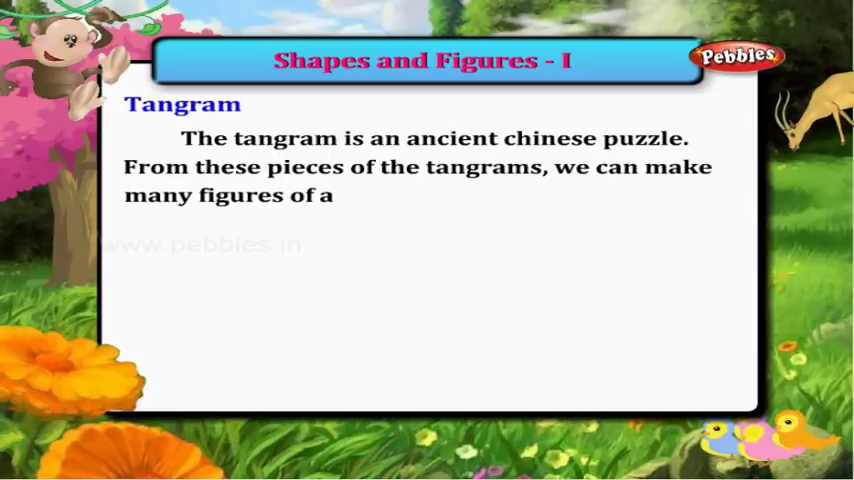 Shapes and Figures - I
Pebbles
Tangram
The tangram is an ancient chinese puzzle.
From these pieces of the tangrams, we can make
many figures of a
www.pebbles.in